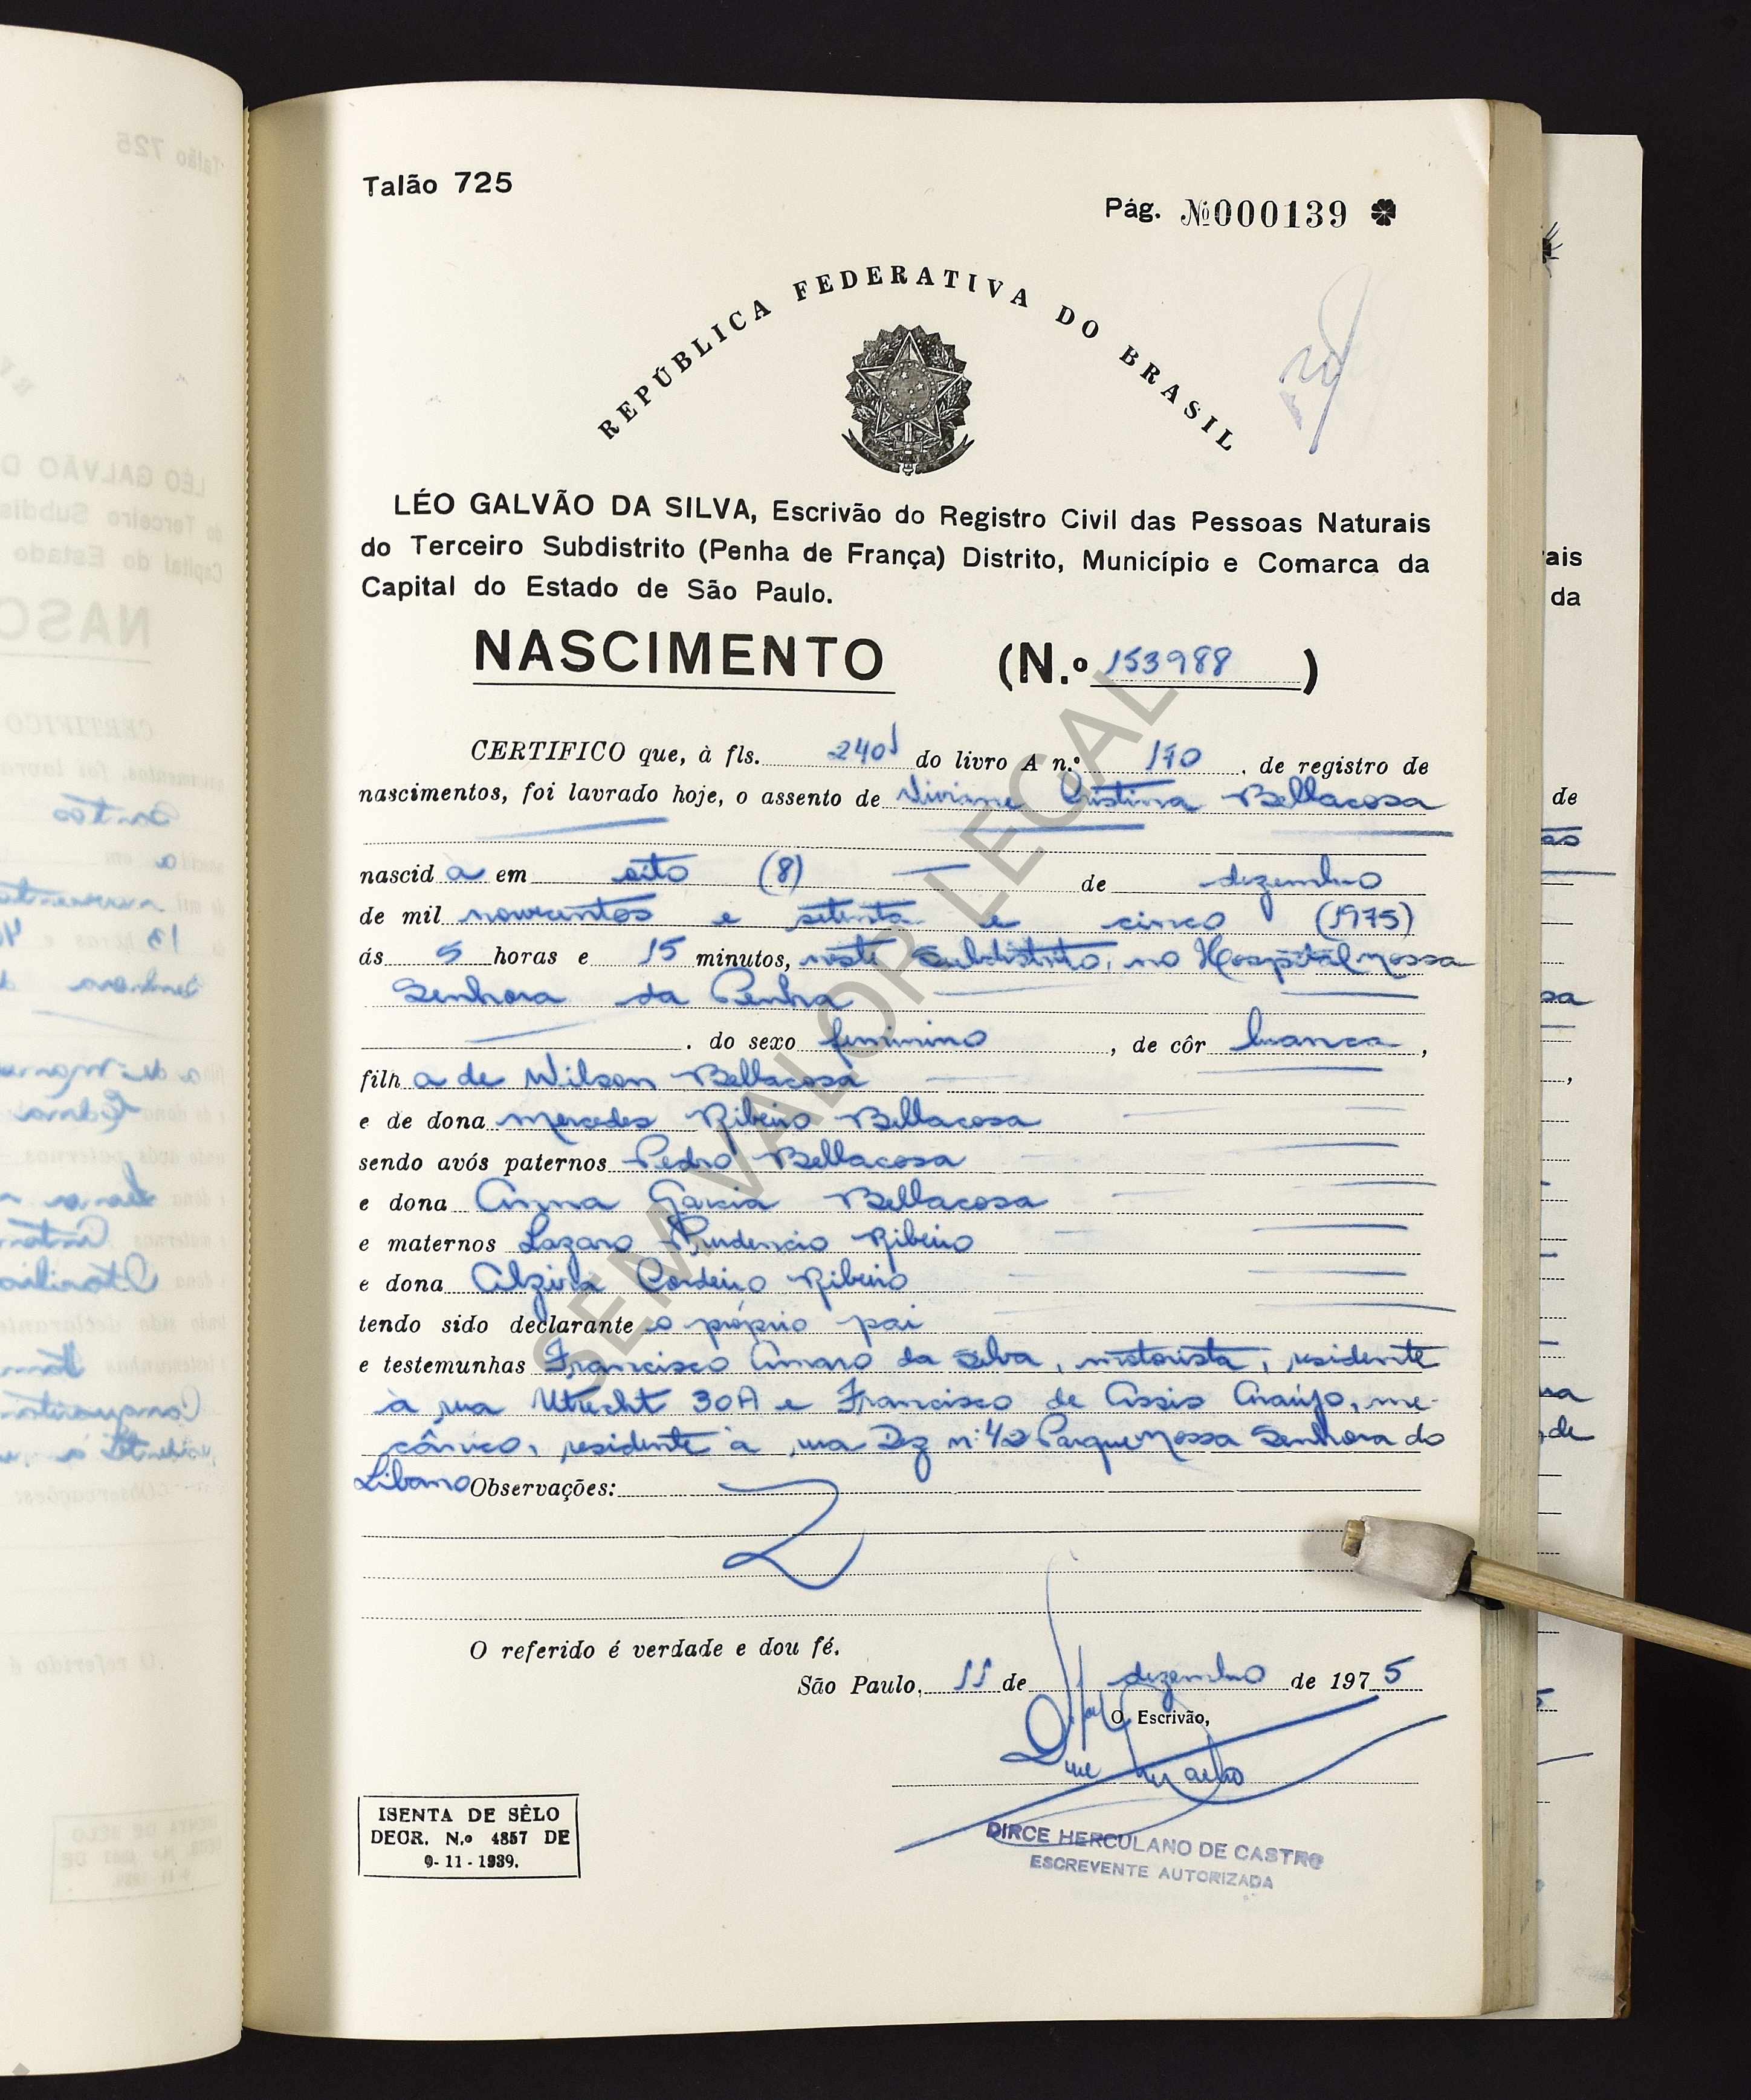 Talão 725
Pág. №000139
REPÚBLICA FEDERATIVA DO BRASIL
LÉO GALVÃO DA SILVA, Escrivão do Registro Civil das Pessoas Naturais
do Terceiro Subdistrito (Penha de França) Distrito, Município e Comarca da
Capital do Estado de São Paulo.
NASCIMENTO (N.º 153988)
CERTIFICO que, à fls. 240 do livro A n.º 170, de registro de
nascimentos, foi lavrado hoje, o assento de Viviane Cristina Bellacosa
nascida em oito (8) de dezembro
de mil novecentos e setenta e cinco (1975)
ás 5 horas e 15 minutos, neste Subdistrito, no Hospital Nossa
Senhora da Penha
. do sexo feminino, de côr branca,
filha de Wilson Bellacosa
e de dona Mercedes Ribeiro Bellacosa
sendo avós paternos Pedro Bellacosa
e dona Anna Garcia Bellacosa
e maternos Lazaro Prudencio Ribeiro
e dona Alzira Cordeiro Ribeiro
tendo sido declarante o próprio pai
e testemunhas Francisco Amaro da Silva, motorista, residente
à rua Utrecht 30A e Francisco de Assis Araújo, me-
cânico, residente à rua Dez nº 42 Parque Nossa Senhora do
Libano Observações:
O referido é verdade e dou fé.
São Paulo, 11 de dezembro de 1975
O Escrivão,
ISENTA DE SÊLO
DECR. N.º 4857 DE
9-11-1939.
DIRCE HERCULANO DE CASTRO
ESCREVENTE AUTORIZADA
SEM VALOR LEGAL